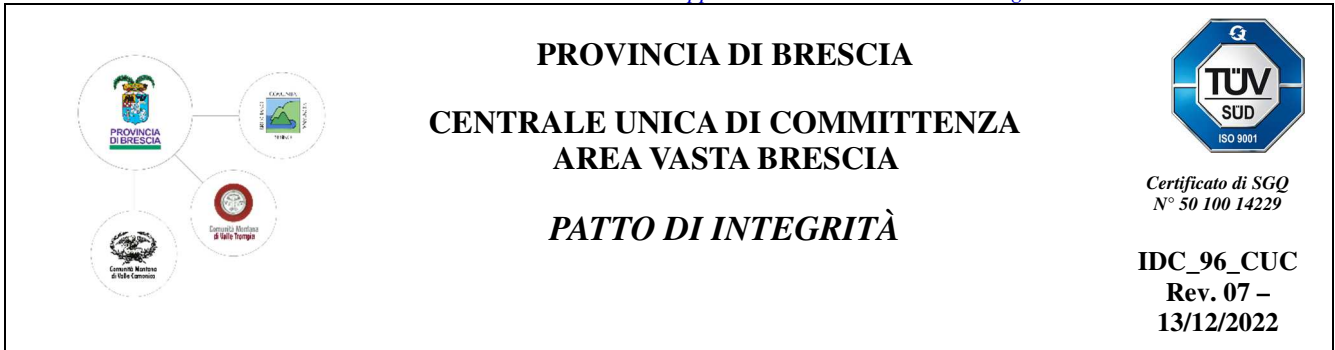 PROVINCIA DI BRESCIA
CENTRALE UNICA DI COMMITTENZA
AREA VASTA BRESCIA
PATTO DI INTEGRITÀ
PROVINCIA
DI BRESCIA
Comunità Montana
di Valle Trompia
Comunità Montana
di Valle Camonica
TÜV
SÜD
ISO 9001
Certificato di SGQ
N° 50 100 14229
IDC_96_CUC
Rev. 07 –
13/12/2022